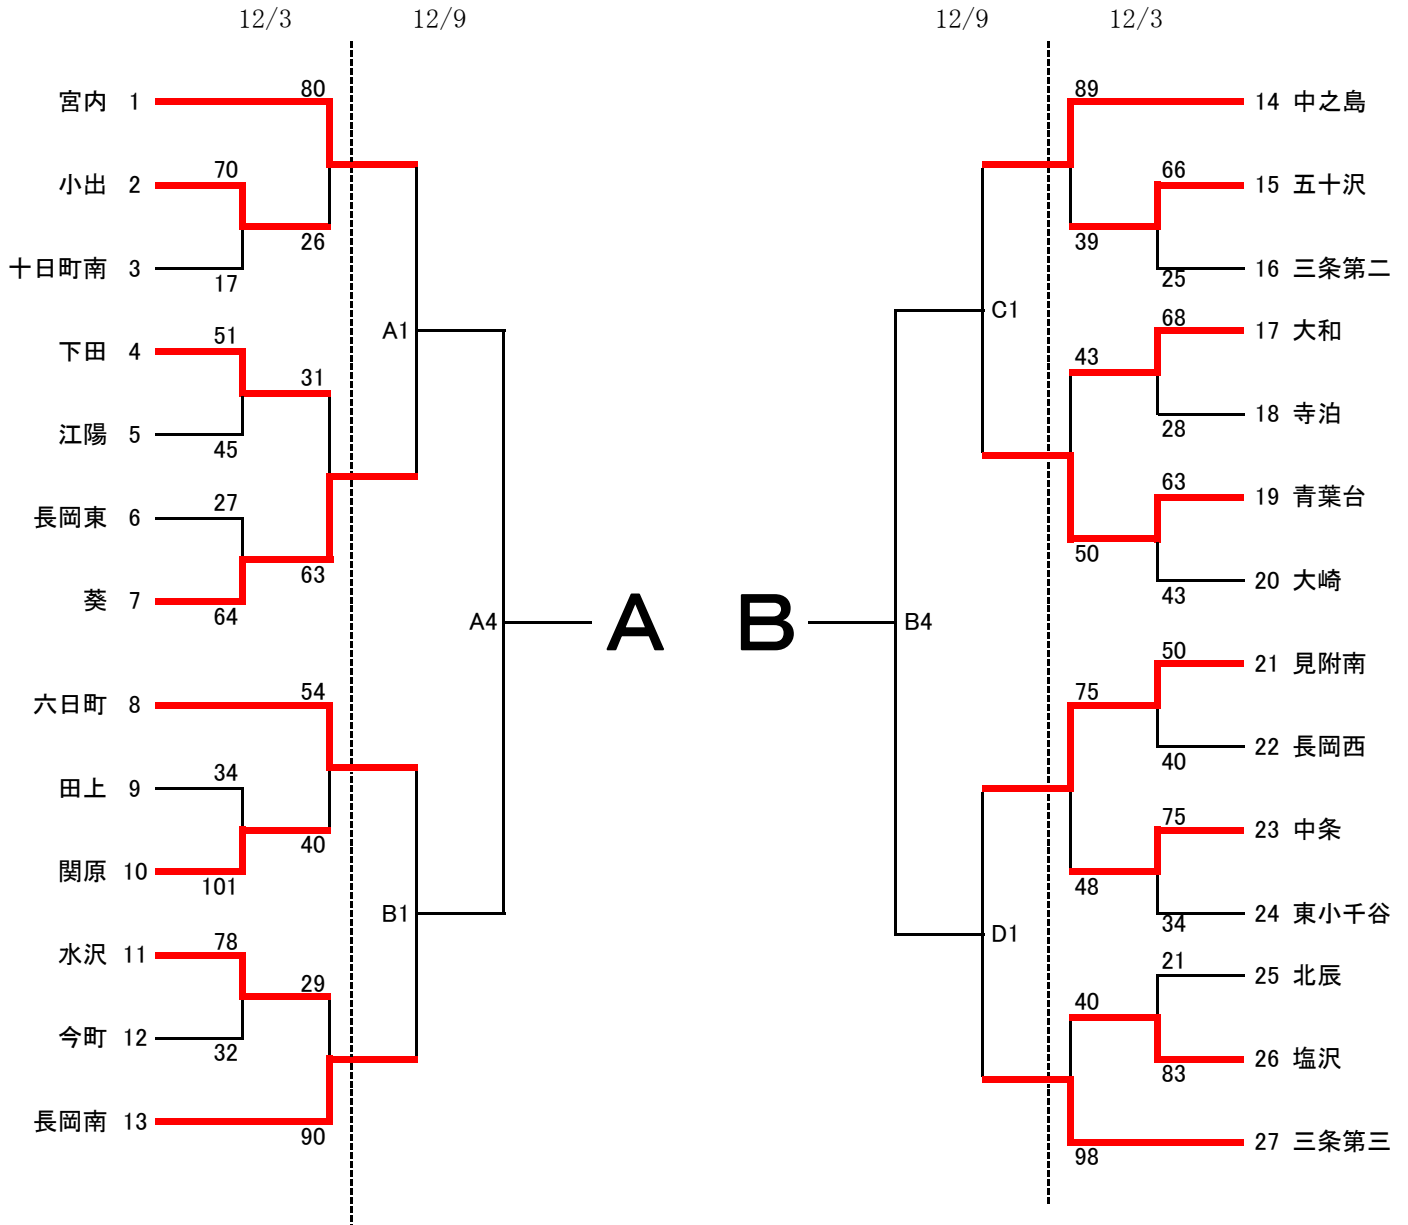 12/3 12/9 12/9 12/3
80 89
宮内 1 14 中之島
70 66
小出 2 15 五十沢
26 39
十日町南 3 16 三条第二
17 25
A1 C1
51 68
下田 4 17 大和
31 43
江陽 5 18 寺泊
45 28
27 63
長岡東 6 19 青葉台
63 50
葵 7 20 大崎
64 43
A4 A B B4
54 50
六日町 8 21 見附南
75
34 40
田上 9 22 長岡西
40 75
関原 10 23 中条
101 48
B1 D1
78 34
水沢 11 24 東小千谷
29 21
25 北辰
今町 12 40
32 83
26 塩沢
長岡南 13 27 三条第三
90 98